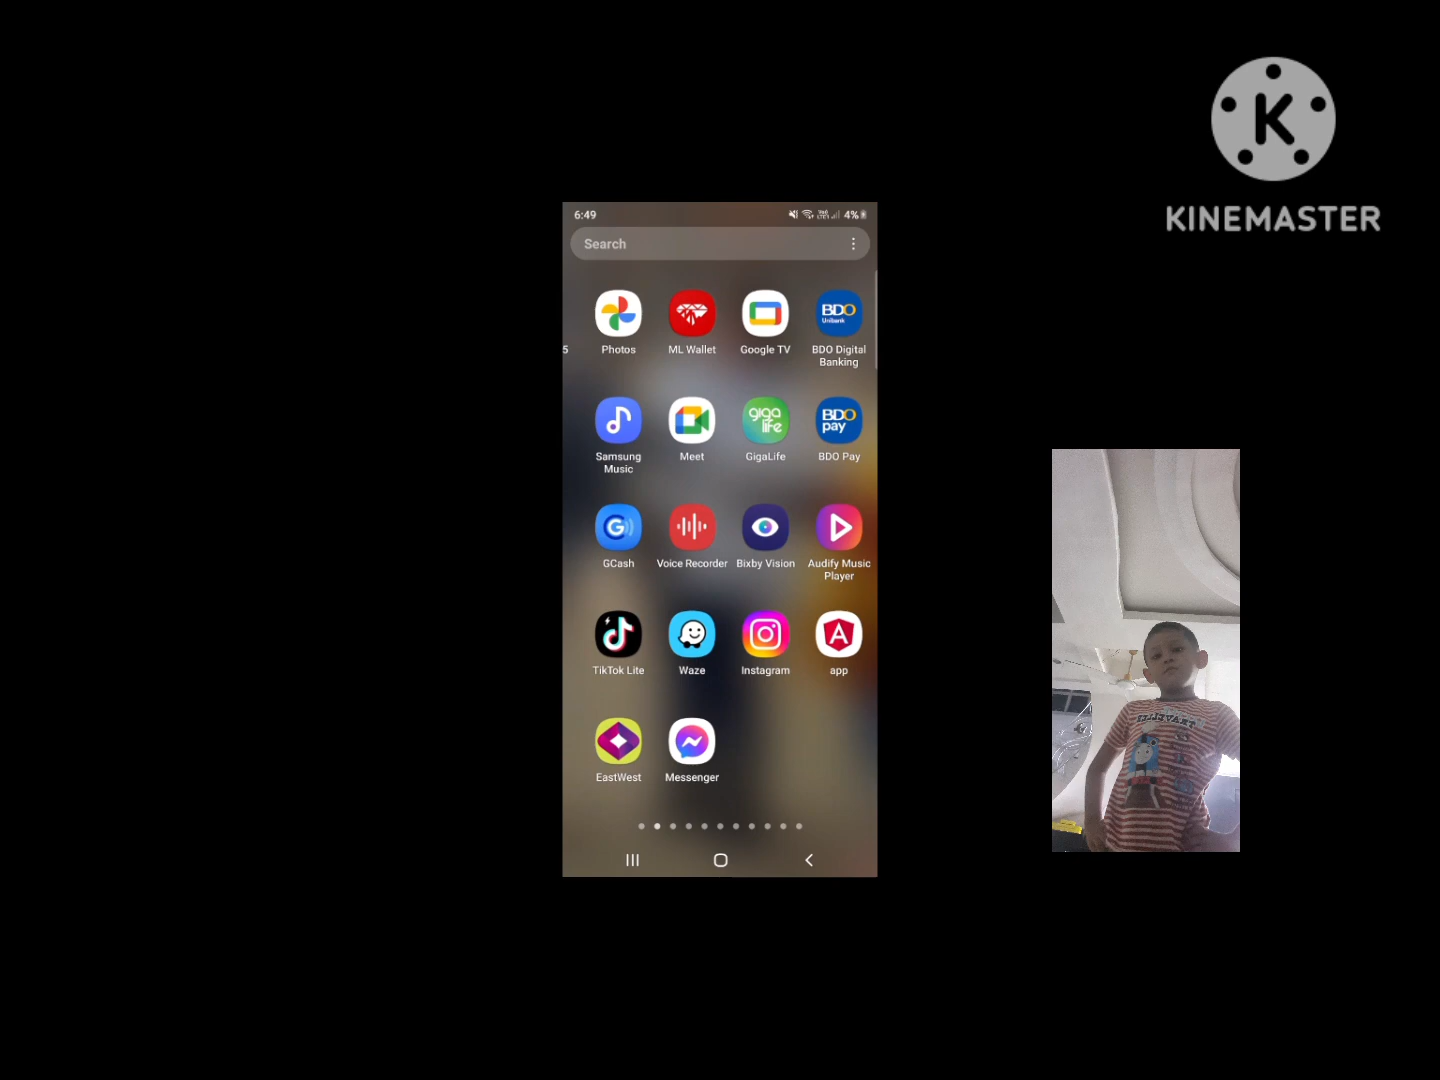 KINEMASTER
6:49
4%
Search
5
Photos
ML Wallet
Google TV
BDO
Unibank
BDO Digital
Banking
Samsung
Music
Meet
giga
life
GigaLife
BDO
pay
BDO Pay
G
GCash
Voice Recorder
Bixby Vision
Audify Music
Player
TikTok Lite
Waze
Instagram
A
app
EastWest
Messenger